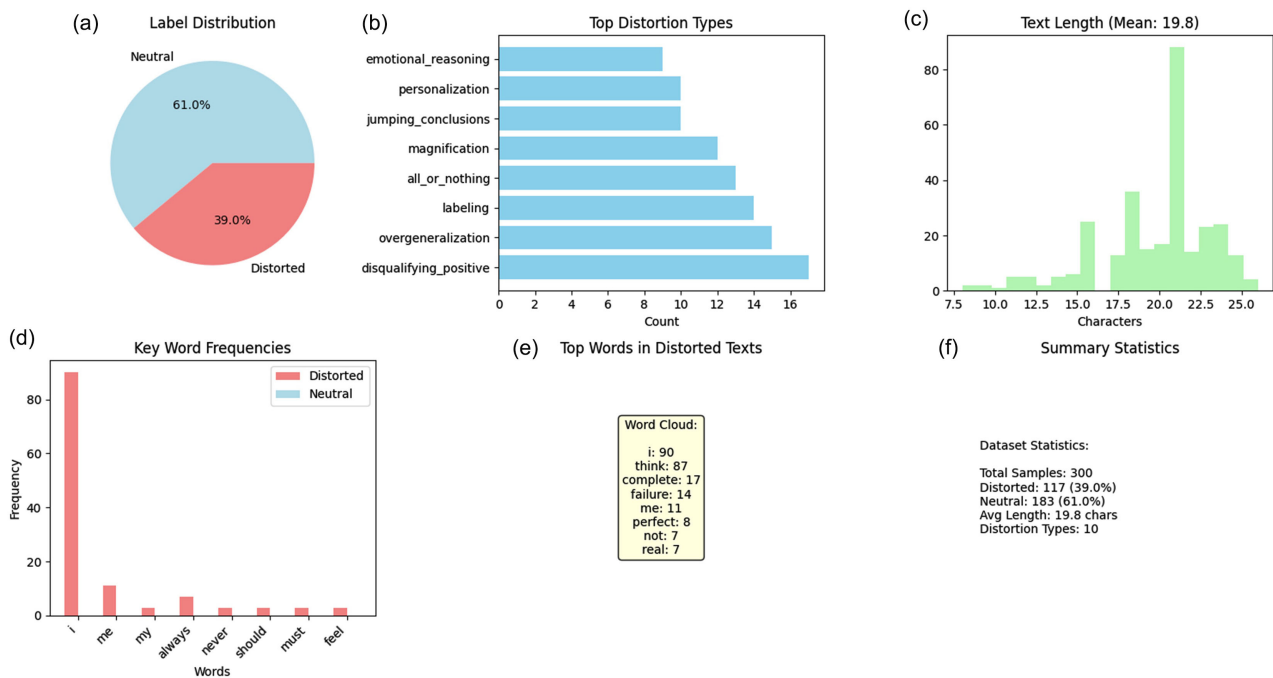 (a)
Label Distribution
Neutral
61.0%
39.0%
Distorted
(b)
Top Distortion Types
emotional_reasoning
personalization
jumping_conclusions
magnification
all_or_nothing
labeling
overgeneralization
disqualifying_positive
0 2 4 6 8 10 12 14 16
Count
(c)
Text Length (Mean: 19.8)
80
60
40
20
0
7.5 10.0 12.5 15.0 17.5 20.0 22.5 25.0
Characters
(d)
Key Word Frequencies
Distorted
Neutral
Frequency
80
60
40
20
0
i
me
my
always
never
should
must
feel
Words
(e)
Top Words in Distorted Texts
Word Cloud:
i: 90
think: 87
complete: 17
failure: 14
me: 11
perfect: 8
not: 7
real: 7
(f)
Summary Statistics
Dataset Statistics:
Total Samples: 300
Distorted: 117 (39.0%)
Neutral: 183 (61.0%)
Avg Length: 19.8 chars
Distortion Types: 10